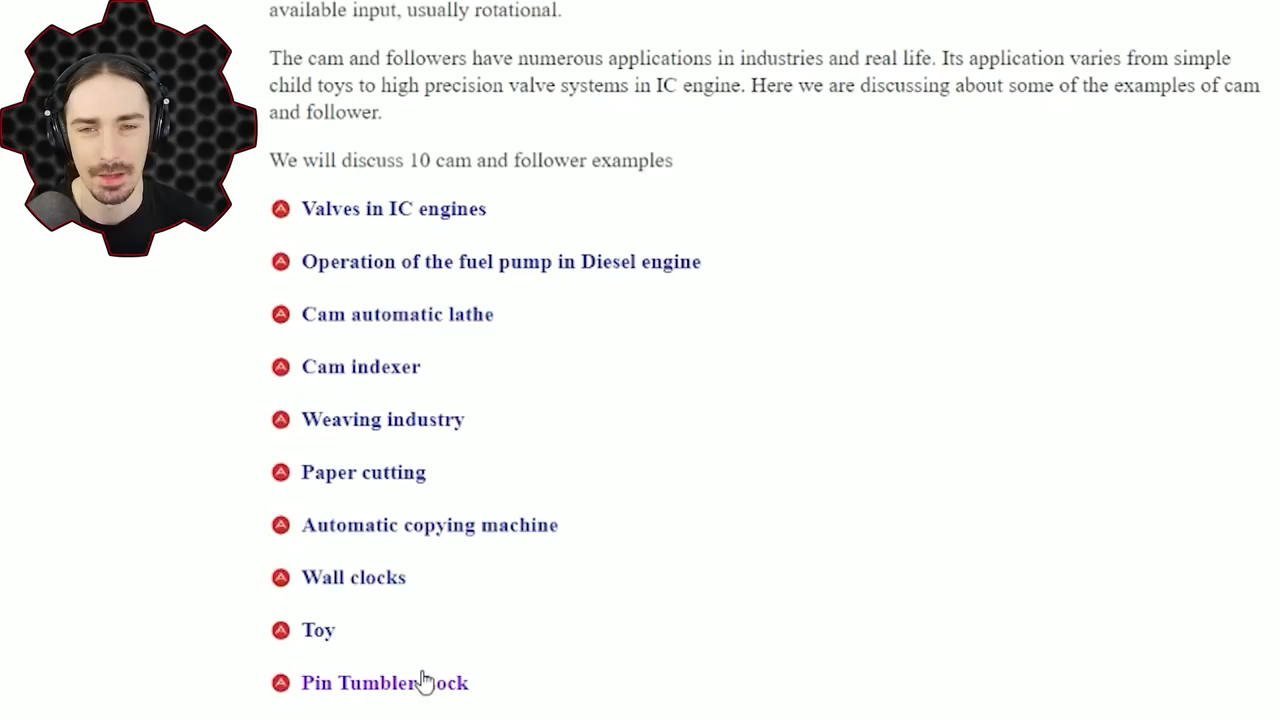 available input, usually rotational.
The cam and followers have numerous applications in industries and real life. Its application varies from simple
child toys to high precision valve systems in IC engine. Here we are discussing about some of the examples of cam
and follower.
We will discuss 10 cam and follower examples
Valves in IC engines
Operation of the fuel pump in Diesel engine
Cam automatic lathe
Cam indexer
Weaving industry
Paper cutting
Automatic copying machine
Wall clocks
Toy
Pin Tumbler